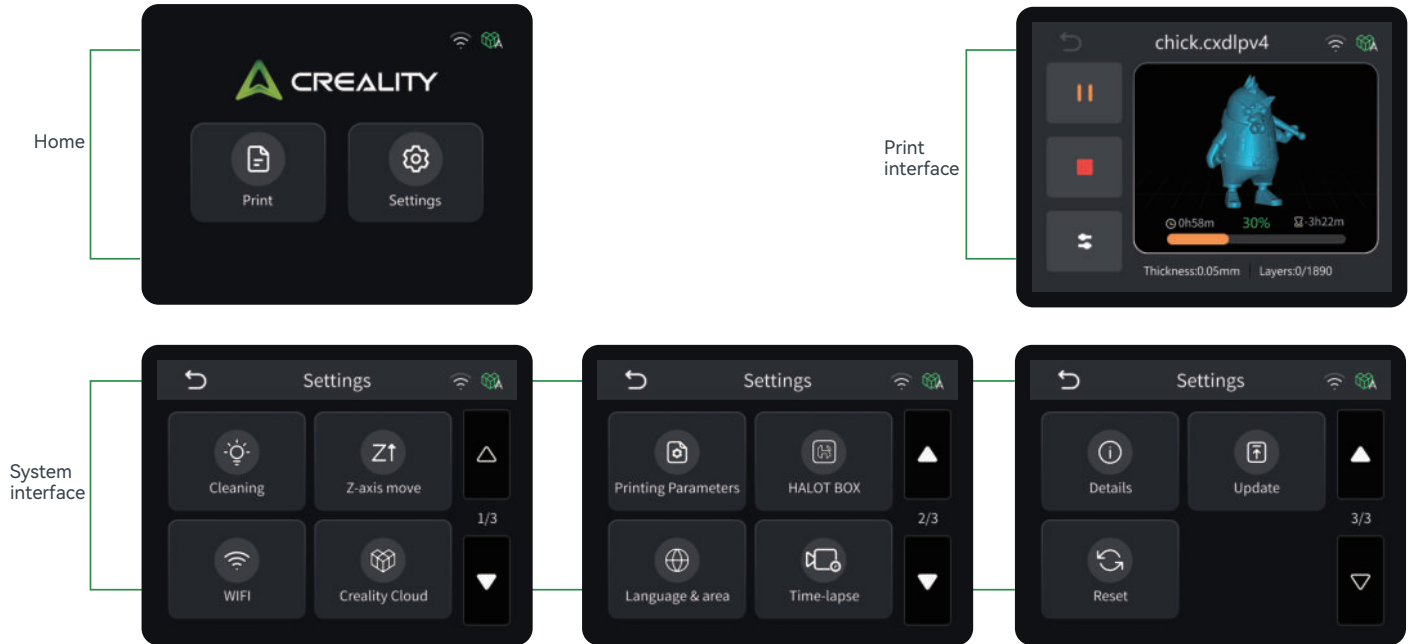 CREALITY
Home
Print
Settings
chick.cxdlpv4
Print
interface
0h58m 30% -3h22m
Thickness:0.05mm Layers:0/1890
Settings
System
interface
Cleaning
Z↑
Z-axis move
1/3
WIFI
Creality Cloud
Settings
Printing Parameters
HALOT BOX
2/3
Language & area
Time-lapse
Settings
Details
Update
3/3
Reset